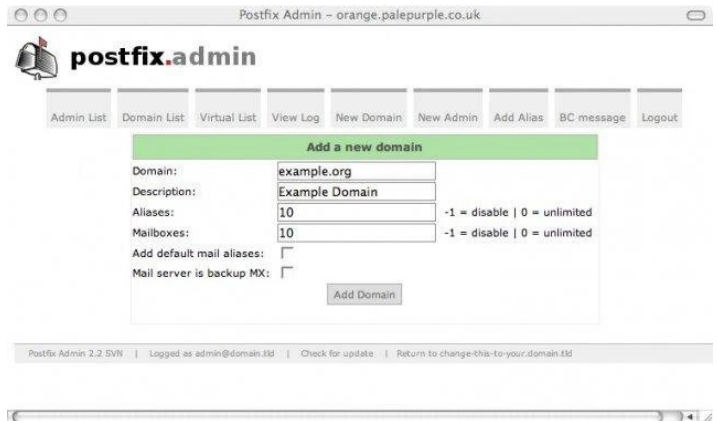 Postfix Admin – orange.palepurple.co.uk
postfix.admin
Admin List Domain List Virtual List View Log New Domain New Admin Add Alias BC message Logout
Add a new domain
Domain: example.org
Description: Example Domain
Aliases: 10 -1 = disable | 0 = unlimited
Mailboxes: 10 -1 = disable | 0 = unlimited
Add default mail aliases:
Mail server is backup MX:
Add Domain
Postfix Admin 2.2 SVN | Logged as admin@domain.tld | Check for update | Return to change-this-to-your.domain.tld